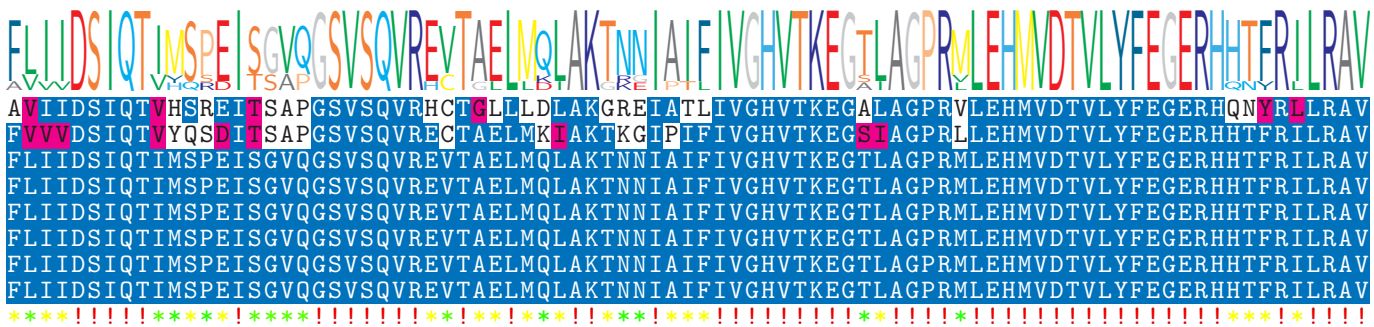 FLIIDSIQTIMSPEISGVQGSVSQVREVTAELMQLAKTNNIAIFIVGHVTKEGTLAGPRMLEHMVDTVLYFEGERHHTFRILRAV
AVIIDSIQTVHSREITSAPGSVSQVRHCTGLLLDLAKGREIATLIVGHVTKEGALAGPRVLEHMVDTVLYFEGERHQNYRLLRAV
FVVVDSIQTVYQSDITSAPGSVSQVRECTAELMKIAKTKGIPIFIVGHVTKEGSIAGPRLLEHMVDTVLYFEGERHHTFRILRAV
FLIIDSIQTIMSPEISGVQGSVSQVREVTAELMQLAKTNNIAIFIVGHVTKEGTLAGPRMLEHMVDTVLYFEGERHHTFRILRAV
FLIIDSIQTIMSPEISGVQGSVSQVREVTAELMQLAKTNNIAIFIVGHVTKEGTLAGPRMLEHMVDTVLYFEGERHHTFRILRAV
FLIIDSIQTIMSPEISGVQGSVSQVREVTAELMQLAKTNNIAIFIVGHVTKEGTLAGPRMLEHMVDTVLYFEGERHHTFRILRAV
FLIIDSIQTIMSPEISGVQGSVSQVREVTAELMQLAKTNNIAIFIVGHVTKEGTLAGPRMLEHMVDTVLYFEGERHHTFRILRAV
FLIIDSIQTIMSPEISGVQGSVSQVREVTAELMQLAKTNNIAIFIVGHVTKEGTLAGPRMLEHMVDTVLYFEGERHHTFRILRAV
FLIIDSIQTIMSPEISGVQGSVSQVREVTAELMQLAKTNNIAIFIVGHVTKEGTLAGPRMLEHMVDTVLYFEGERHHTFRILRAV
****!!!!!*****!****!!!!!!!**!**!***!!***!***!!!!!!!!!**!!!!*!!!!!!!!!!!!!!!!***!*!!!!